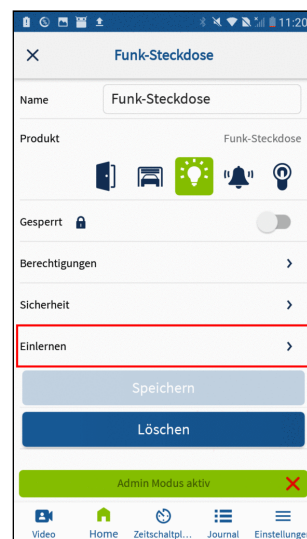 11:20
Funk-Steckdose
Name Funk-Steckdose
Produkt Funk-Steckdose
Gesperrt
Berechtigungen
Sicherheit
Einlernen
Speichern
Löschen
Admin Modus aktiv
Video Home Zeitschaltpl... Journal Einstellunge